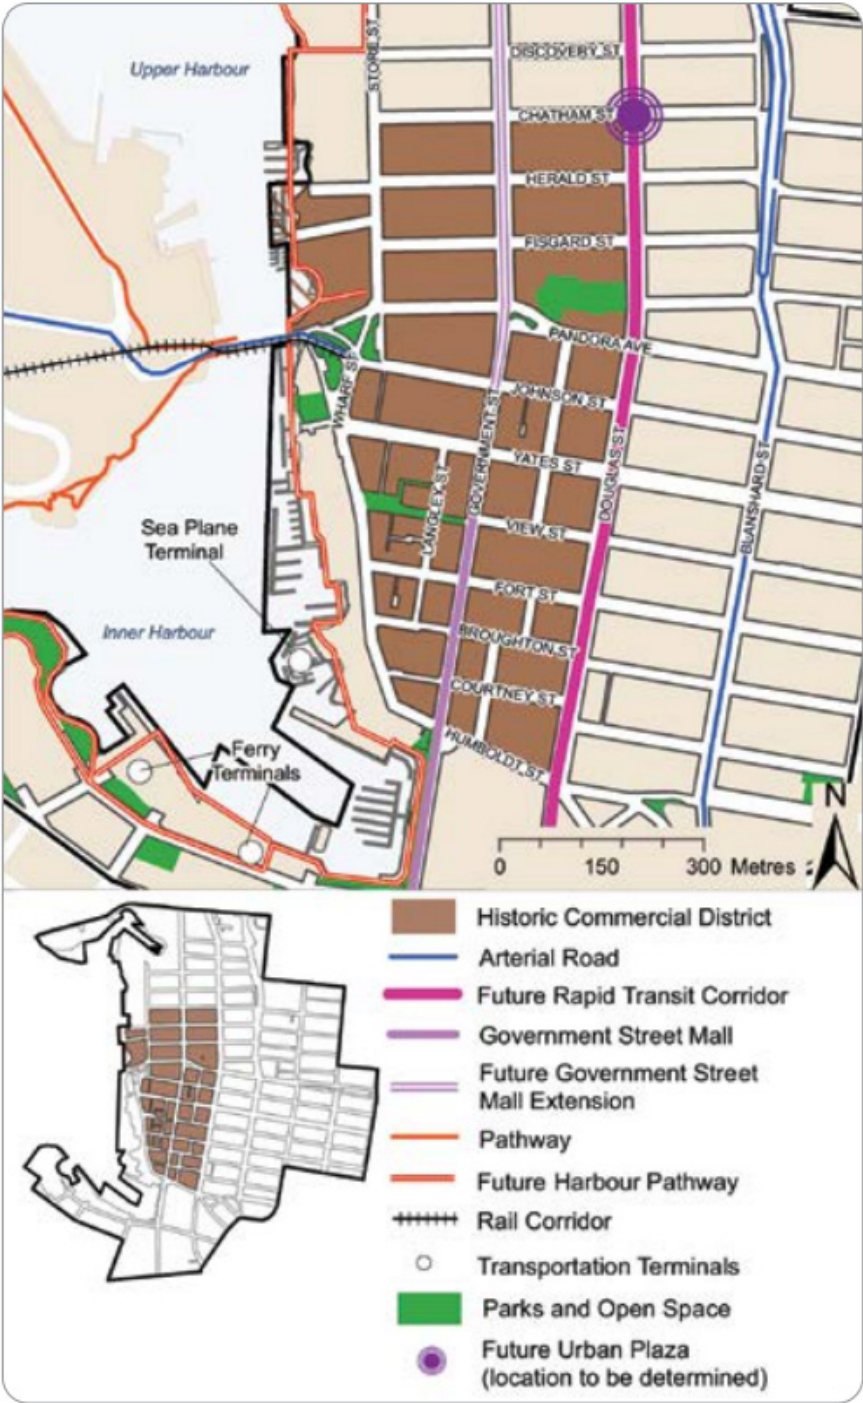 Upper Harbour
STORE ST
DISCOVERY ST
CHATHAM ST
HERALD ST
FISGARD ST
PANDORA AVE
JOHNSON ST
WHARF ST
GOVERNMENT ST
YATES ST
DOUGLAS ST
LANGLEY ST
BLANSHARD ST
VIEW ST
Sea Plane
Terminal
FORT ST
Inner Harbour
BROUGHTON ST
COURTNEY ST
HUMBOLDT ST
Ferry
Terminals
N
0 150 300 Metres
Historic Commercial District
Arterial Road
Future Rapid Transit Corridor
Government Street Mall
Future Government Street
Mall Extension
Pathway
Future Harbour Pathway
Rail Corridor
Transportation Terminals
Parks and Open Space
Future Urban Plaza
(location to be determined)